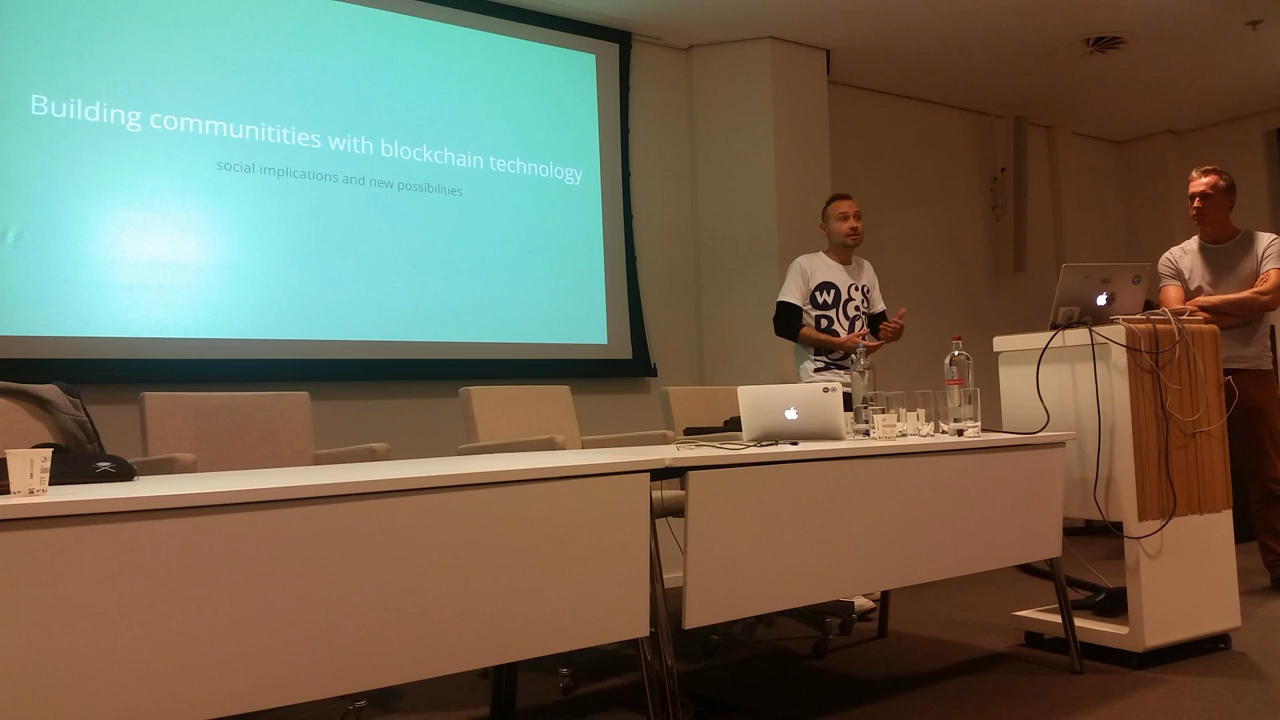 Building communitities with blockchain technology
social implications and new possibilities
W&S